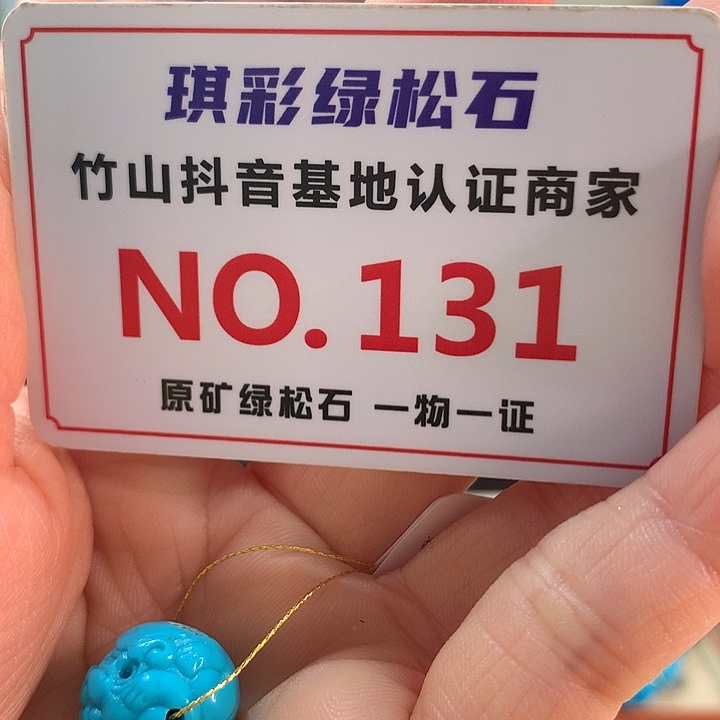 琪彩绿松石
竹山抖音基地认证商家
NO.131
原矿绿松石 一物一证